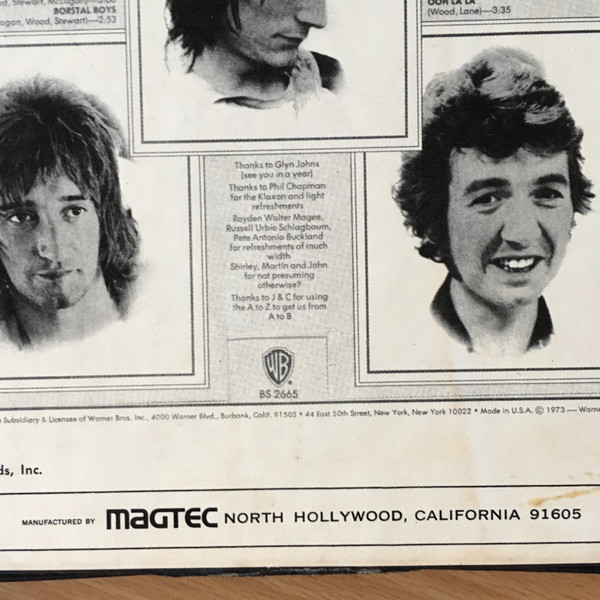 Stewart, McLagan)—3:00
BORSTAL BOYS
Wood, Stewart)—2:53
OOH LA LA
(Wood, Lane)—3:35
Thanks to Glyn Johns
(see you in a year)
Thanks to Phil Chapman
for the Klaxon and light
refreshments
Royden Walter Magee,
Russell Urbie Schlagbaum,
Pete Antonio Buckland
for refreshments of much
width
Shirley, Martin and John
for not presuming
otherwise?
Thanks to J & C for using
the A to Z to get us from
A to B
WB
®
BS 2665
Subsidiary & Licensee of Warner Bros. Inc., 4000 Warner Blvd., Burbank, Calif. 91505 • 44 East 50th Street, New York, New York 10022 • Made in U.S.A. © 1973 —
ds, Inc.
MANUFACTURED BY MAGTEC NORTH HOLLYWOOD, CALIFORNIA 91605